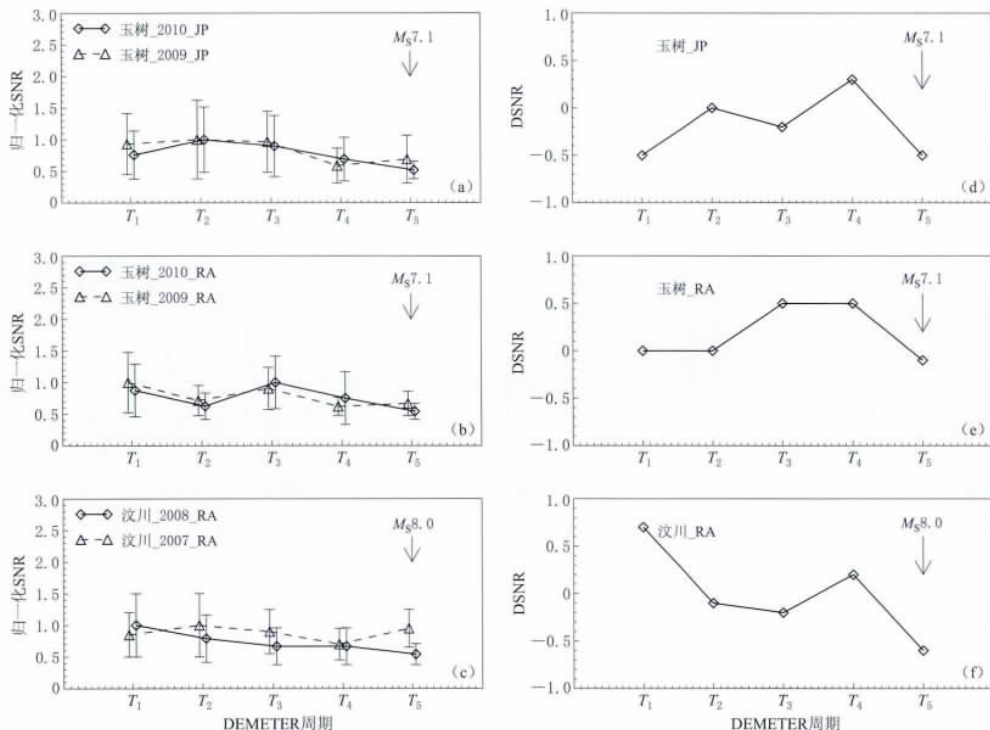 3.0
2.5
2.0
1.5
1.0
0.5
0
归一化SNR
玉树_2010_JP
玉树_2009_JP
MS7.1
(a)
T1 T2 T3 T4 T5
1.0
0.5
0
−0.5
−1.0
DSNR
玉树_JP
MS7.1
(d)
T1 T2 T3 T4 T5
3.0
2.5
2.0
1.5
1.0
0.5
0
归一化SNR
玉树_2010_RA
玉树_2009_RA
MS7.1
(b)
T1 T2 T3 T4 T5
1.0
0.5
0
−0.5
−1.0
DSNR
玉树_RA
MS7.1
(e)
T1 T2 T3 T4 T5
3.0
2.5
2.0
1.5
1.0
0.5
0
归一化SNR
汶川_2008_RA
汶川_2007_RA
MS8.0
(c)
T1 T2 T3 T4 T5
DEMETER周期
1.0
0.5
0
−0.5
−1.0
DSNR
汶川_RA
MS8.0
(f)
T1 T2 T3 T4 T5
DEMETER周期